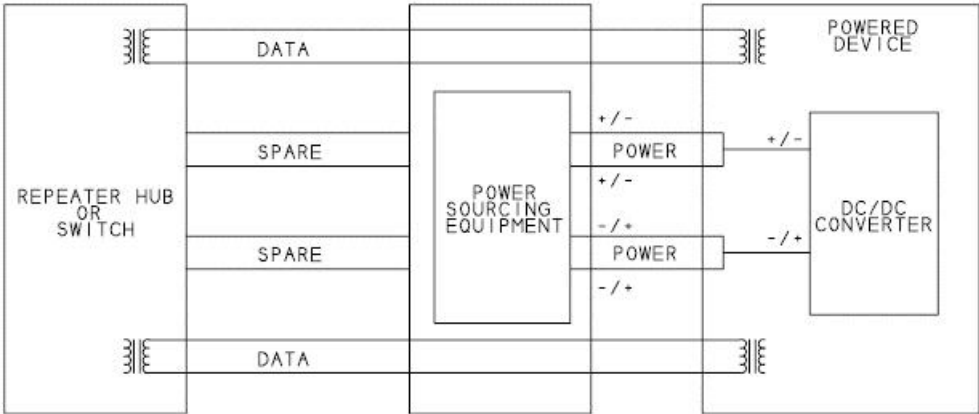 POWERED
DEVICE
DATA
+/-
+/-
SPARE
POWER
+/-
REPEATER HUB
OR
SWITCH
POWER
SOURCING
EQUIPMENT
DC/DC
CONVERTER
-/+
-/+
SPARE
POWER
-/+
DATA